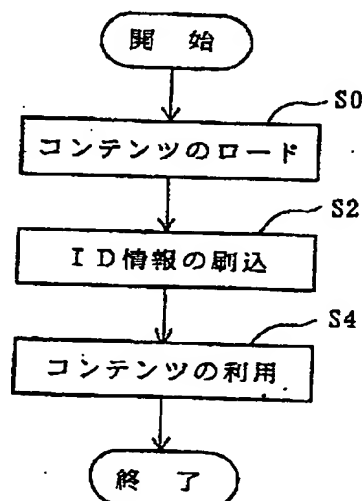 開 始
S0
コンテンツのロード
S2
ID情報の刷込
S4
コンテンツの利用
終 了